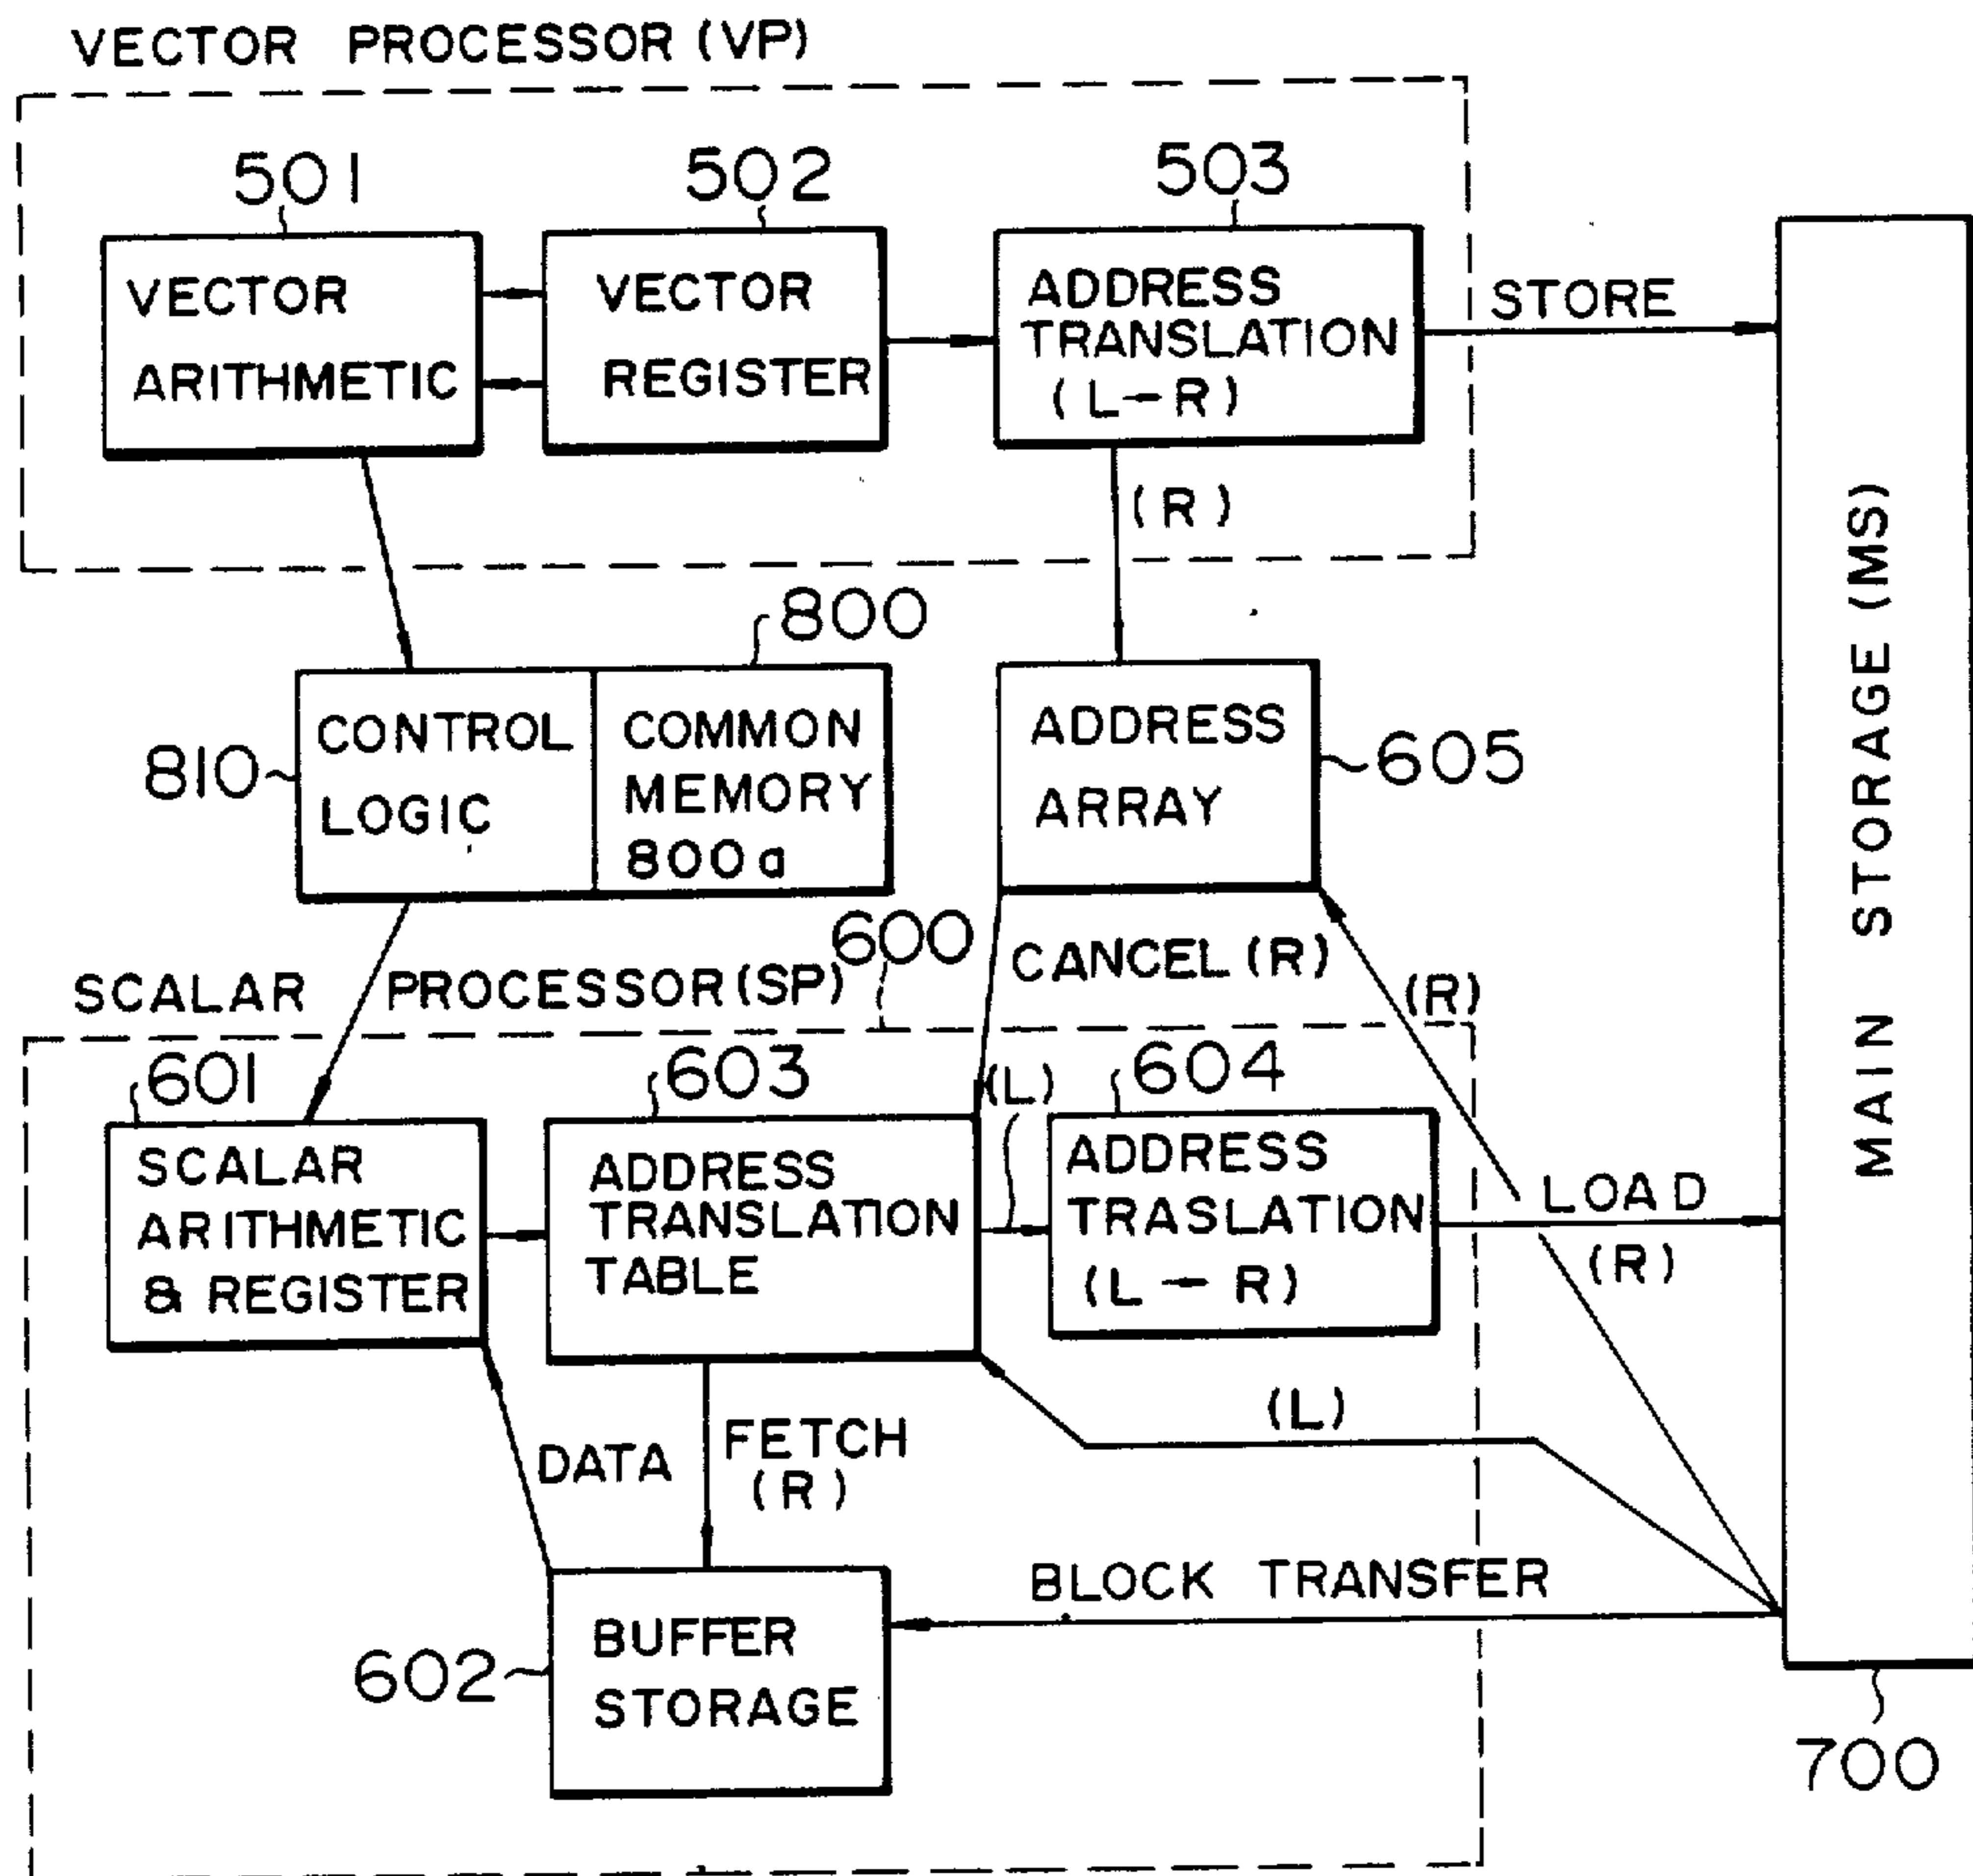 VECTOR PROCESSOR (VP)
501
502
503
VECTOR
ARITHMETIC
VECTOR
REGISTER
ADDRESS
TRANSLATION
(L→R)
STORE
(R)
MAIN STORAGE (MS)
800
810
CONTROL
LOGIC
COMMON
MEMORY
800a
ADDRESS
ARRAY
605
600
CANCEL (R)
(R)
SCALAR PROCESSOR (SP)
601
603
(L)
604
SCALAR
ARITHMETIC
& REGISTER
ADDRESS
TRANSLATION
TABLE
ADDRESS
TRASLATION
(L → R)
LOAD
(R)
(L)
DATA
FETCH
(R)
BLOCK TRANSFER
602
BUFFER
STORAGE
700